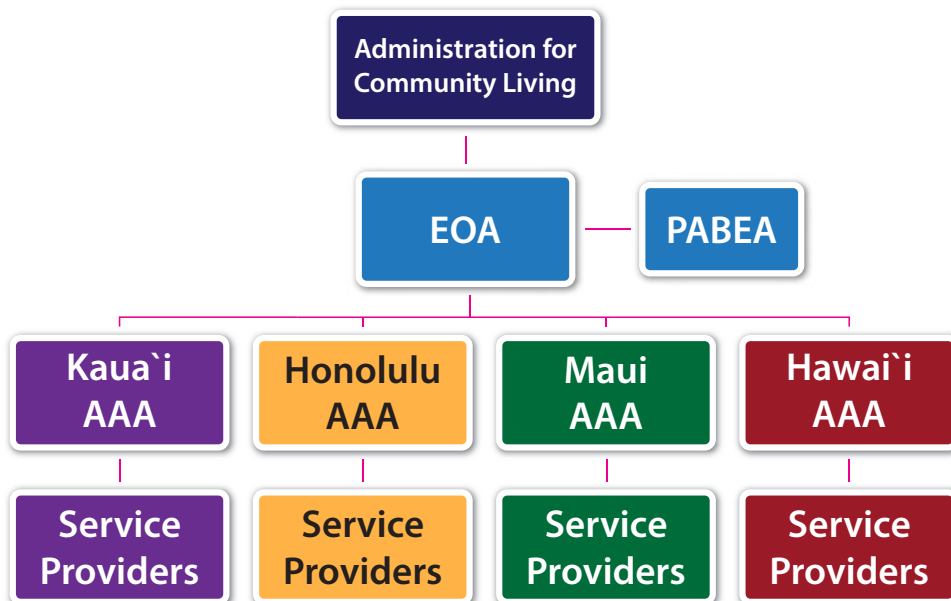 Administration for
Community Living
EOA
PABEA
Kaua`i
AAA
Honolulu
AAA
Maui
AAA
Hawai`i
AAA
Service
Providers
Service
Providers
Service
Providers
Service
Providers